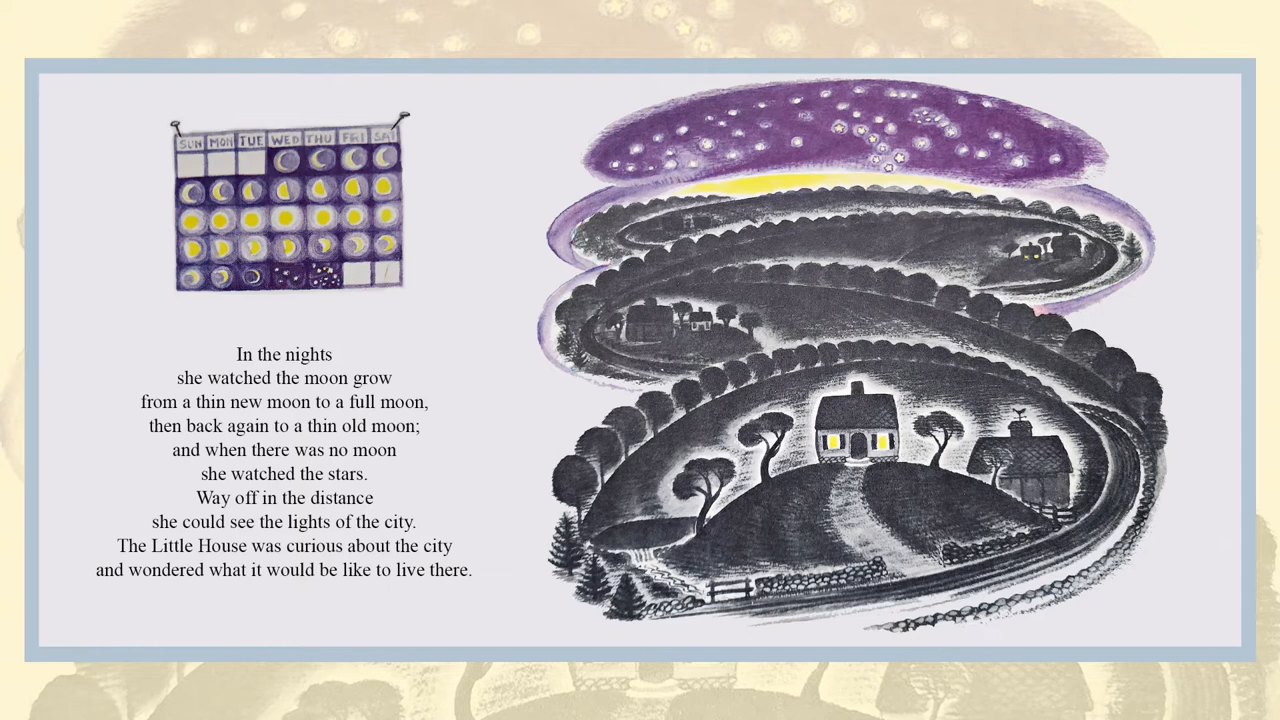 SUN MON TUE WED THU FRI SAT
In the nights
she watched the moon grow
from a thin new moon to a full moon,
then back again to a thin old moon;
and when there was no moon
she watched the stars.
Way off in the distance
she could see the lights of the city.
The Little House was curious about the city
and wondered what it would be like to live there.